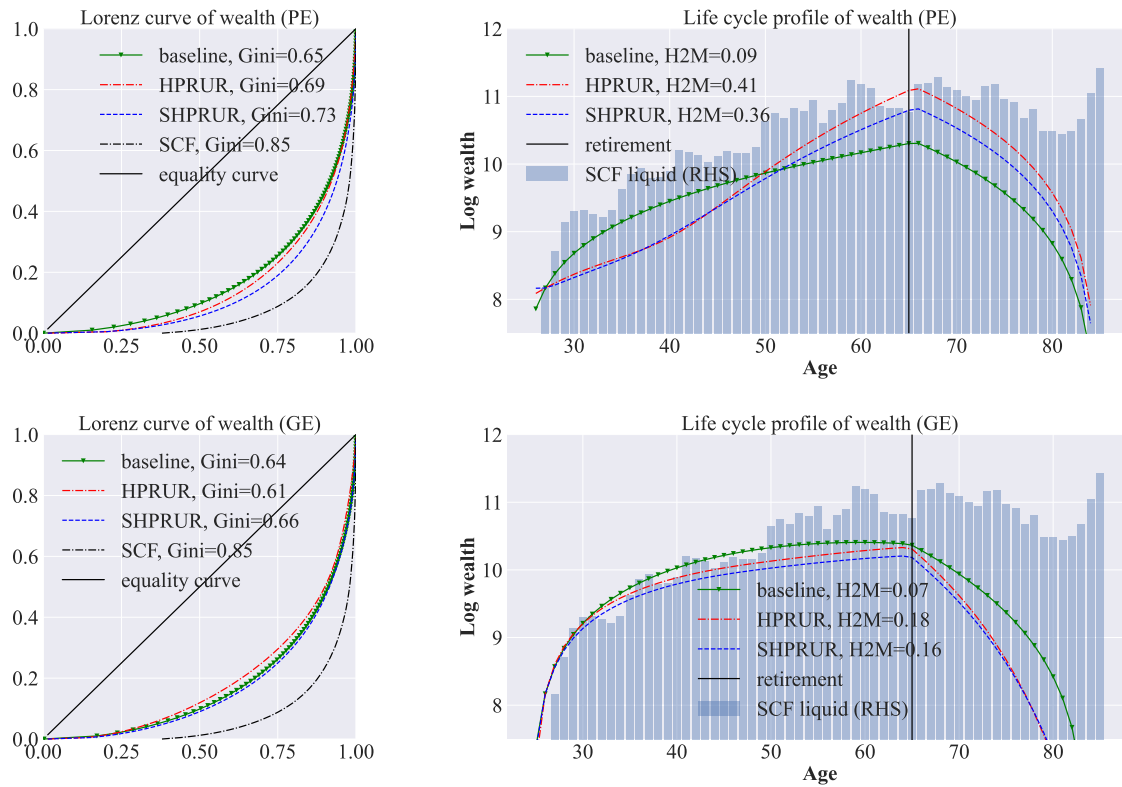 Lorenz curve of wealth (PE)
1.0
0.8
0.6
0.4
0.2
0.0
0.00
0.25
0.50
0.75
1.00
baseline, Gini=0.65
HPRUR, Gini=0.69
SHPRUR, Gini=0.73
SCF, Gini=0.85
equality curve
Life cycle profile of wealth (PE)
12
11
10
9
8
Log wealth
30
40
50
60
70
80
Age
baseline, H2M=0.09
HPRUR, H2M=0.41
SHPRUR, H2M=0.36
retirement
SCF liquid (RHS)
Lorenz curve of wealth (GE)
1.0
0.8
0.6
0.4
0.2
0.0
0.00
0.25
0.50
0.75
1.00
baseline, Gini=0.64
HPRUR, Gini=0.61
SHPRUR, Gini=0.66
SCF, Gini=0.85
equality curve
Life cycle profile of wealth (GE)
12
11
10
9
8
Log wealth
30
40
50
60
70
80
Age
baseline, H2M=0.07
HPRUR, H2M=0.18
SHPRUR, H2M=0.16
retirement
SCF liquid (RHS)